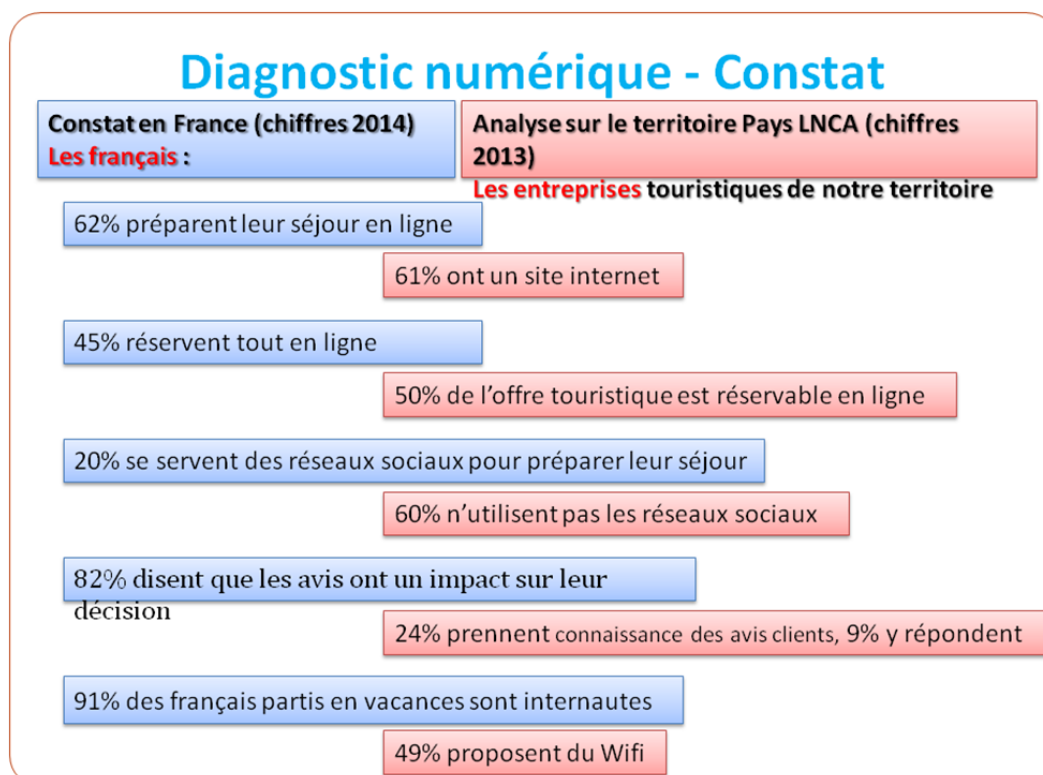 Diagnostic numérique - Constat
Constat en France (chiffres 2014)
Les français :
Analyse sur le territoire Pays LNCA (chiffres
2013)
Les entreprises touristiques de notre territoire
62% préparent leur séjour en ligne
61% ont un site internet
45% réservent tout en ligne
50% de l’offre touristique est réservable en ligne
20% se servent des réseaux sociaux pour préparer leur séjour
60% n’utilisent pas les réseaux sociaux
82% disent que les avis ont un impact sur leur
décision
24% prennent connaissance des avis clients, 9% y répondent
91% des français partis en vacances sont internautes
49% proposent du Wifi